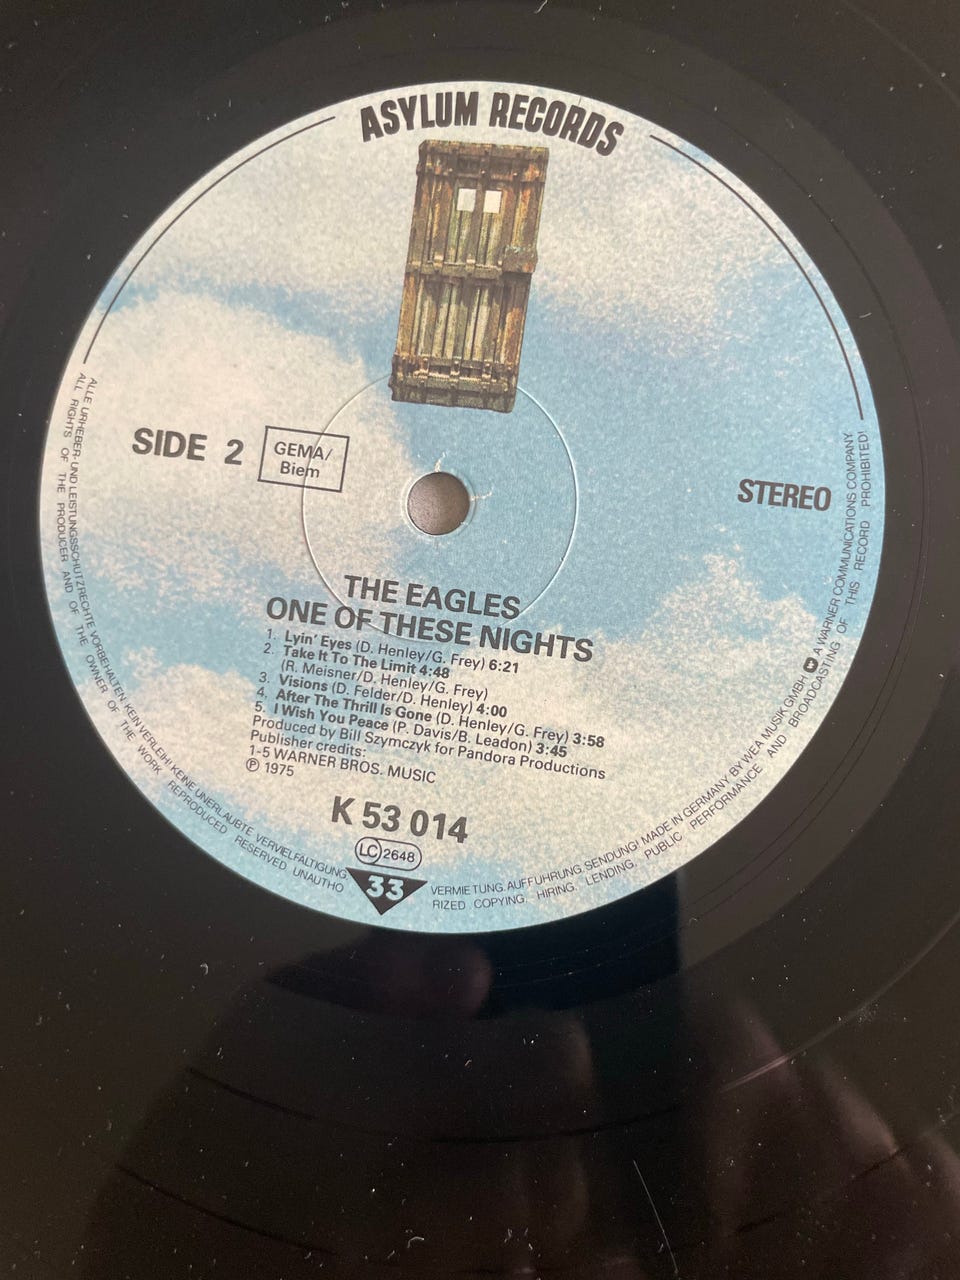 ASYLUM RECORDS
SIDE 2
GEMA/
Biem
STEREO
THE EAGLES
ONE OF THESE NIGHTS
1. Lyin' Eyes (D. Henley/G. Frey) 6:21
2. Take It To The Limit 4:48
(R. Meisner/D. Henley/G. Frey)
3. Visions (D. Felder/D. Henley) 4:00
4. After The Thrill Is Gone (D. Henley/G. Frey) 3:58
5. I Wish You Peace (P. Davis/B. Leadon) 3:45
Produced by Bill Szymczyk for Pandora Productions
Publisher credits:
1-5 WARNER BROS. MUSIC
℗ 1975
K 53 014
LC 2648
33
ALLE URHEBER- UND LEISTUNGSSCHUTZRECHTE VORBEHALTEN. KEIN VERLEIH! KEINE UNERLAUBTE VERVIELFÄLTIGUNG, VERMIETUNG, AUFFÜHRUNG, SENDUNG! MADE IN GERMANY BY WEA MUSIK GMBH A WARNER COMMUNICATIONS COMPANY
ALL RIGHTS OF THE PRODUCER AND OF THE OWNER OF THE WORK REPRODUCED RESERVED UNAUTHORIZED COPYING, HIRING, LENDING, PUBLIC PERFORMANCE AND BROADCASTING OF THIS RECORD PROHIBITED!